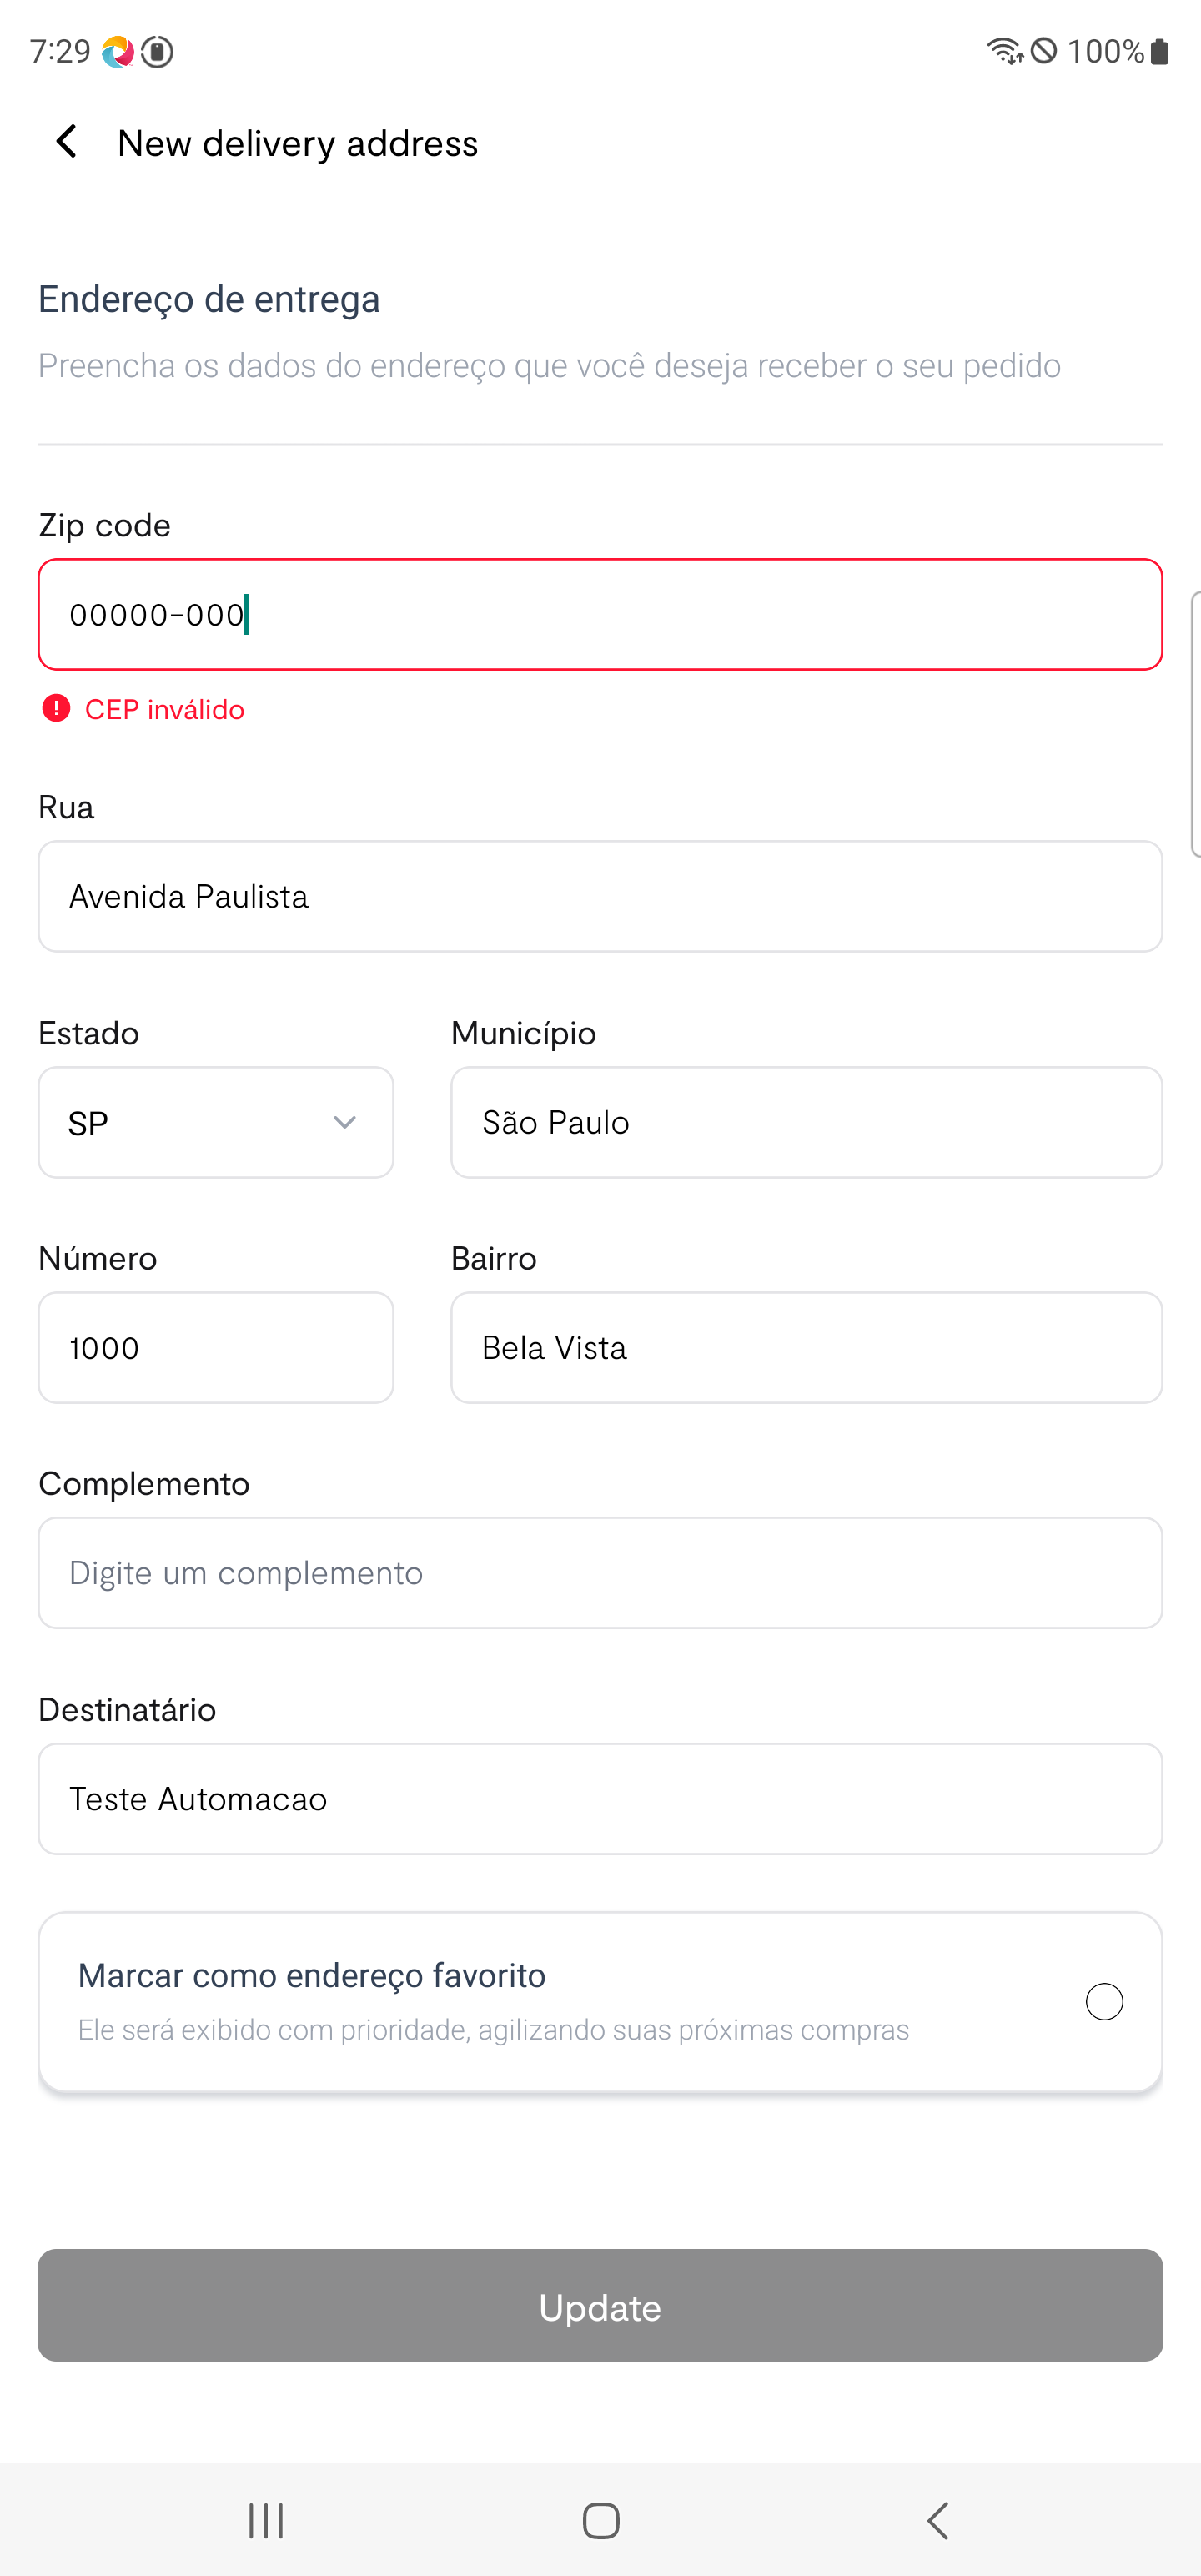 7:29 100%
New delivery address
Endereço de entrega
Preencha os dados do endereço que você deseja receber o seu pedido
Zip code
00000-000
CEP inválido
Rua
Avenida Paulista
Estado Município
SP São Paulo
Número Bairro
1000 Bela Vista
Complemento
Digite um complemento
Destinatário
Teste Automacao
Marcar como endereço favorito
Ele será exibido com prioridade, agilizando suas próximas compras
Update